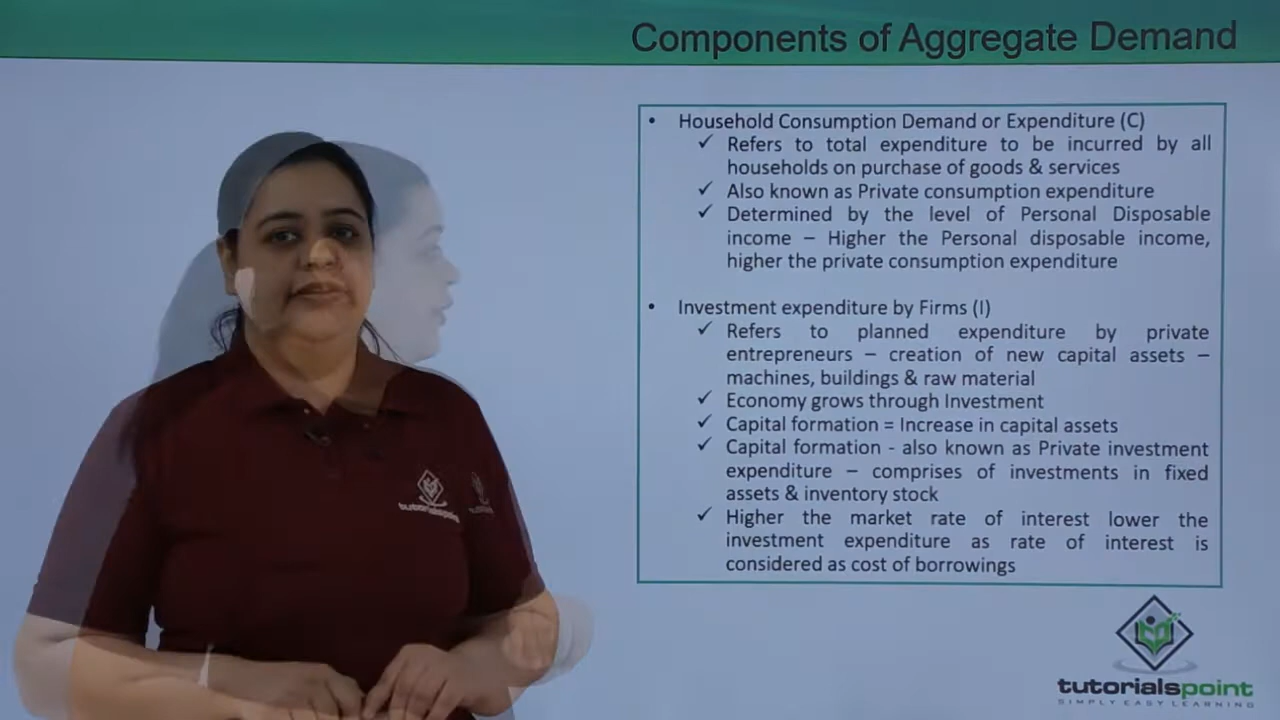 Components of Aggregate Demand
• Household Consumption Demand or Expenditure (C)
✓ Refers to total expenditure to be incurred by all
households on purchase of goods & services
✓ Also known as Private consumption expenditure
✓ Determined by the level of Personal Disposable
income – Higher the Personal disposable income,
higher the private consumption expenditure
• Investment expenditure by Firms (I)
✓ Refers to planned expenditure by private
entrepreneurs – creation of new capital assets –
machines, buildings & raw material
✓ Economy grows through Investment
✓ Capital formation = Increase in capital assets
✓ Capital formation - also known as Private investment
expenditure – comprises of investments in fixed
assets & inventory stock
✓ Higher the market rate of interest lower the
investment expenditure as rate of interest is
considered as cost of borrowings
tutorialspoint
tutorialspoint
SIMPLY EASY LEARNING